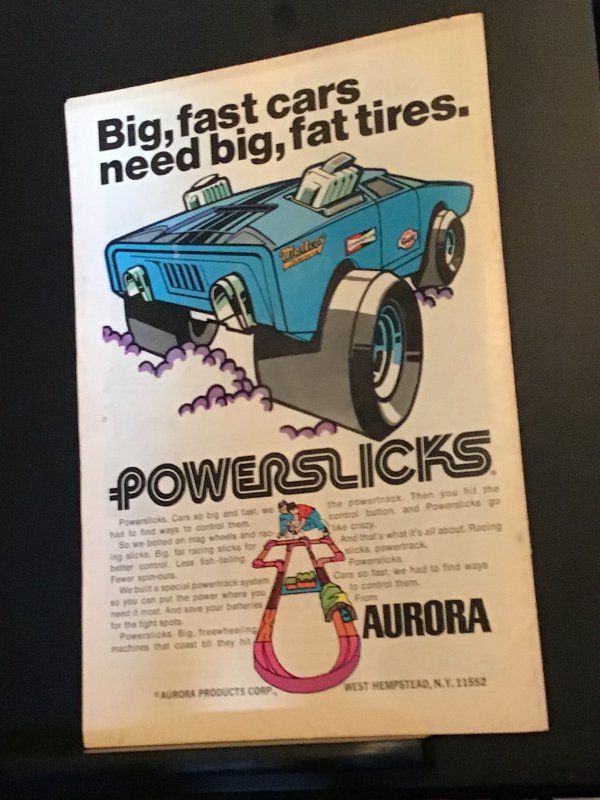 Big, fast cars
need big, fat tires.
Gulf
POWERSLICKS
Powerslicks. Cars so big and fast, we
had to find ways to control them.
So we bolted on mag wheels and rac-
ing slicks. Big, fat racing slicks for
better control. Less fish-tailing.
Fewer spin-outs.
We built a special powertrack system
so you can put the power where you
need it most. And save your batteries
for the tight spots.
Powerslicks. Big, freewheeling
machines that coast till they hit
the powertrack. Then you hit the
control button, and Powerslicks go
like crazy.
And that's what it's all about. Racing
slicks, powertrack.
Powerslicks.
Cars so fast, we had to find ways
to control them.
From
AURORA
©AURORA PRODUCTS CORP.,
WEST HEMPSTEAD, N.Y. 11552